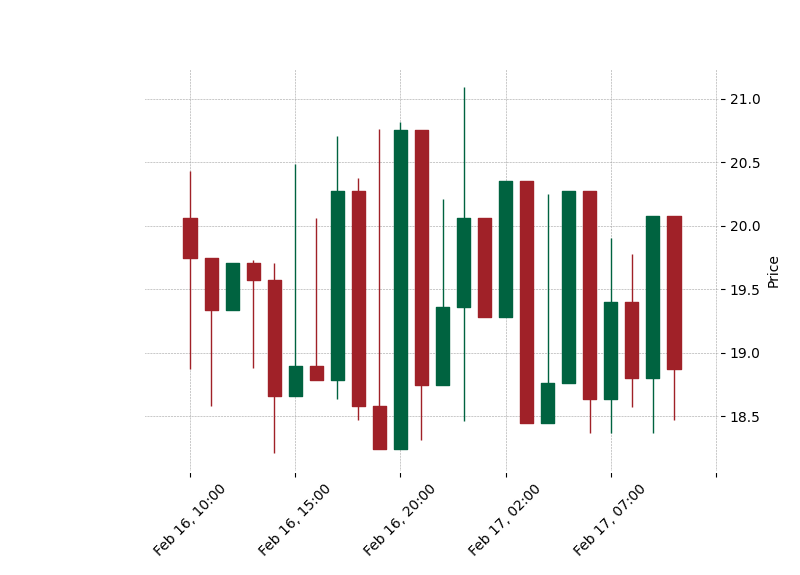 21.0
20.5
20.0
19.5
19.0
18.5
Price
Feb 16, 10:00
Feb 16, 15:00
Feb 16, 20:00
Feb 17, 02:00
Feb 17, 07:00